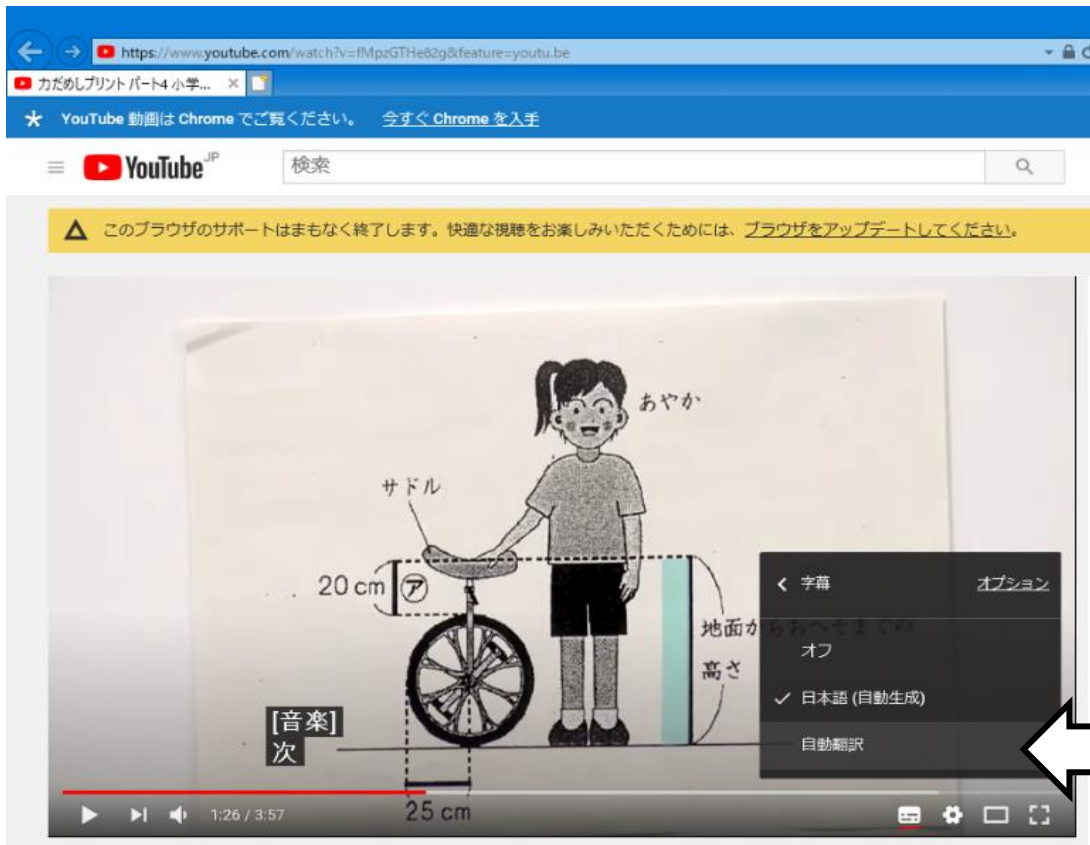 https://www.youtube.com/watch?v=fMpzGTHe82g&feature=youtu.be
力だめしプリント パート4 小学...
YouTube 動画は Chrome でご覧ください。 今すぐ Chrome を入手
YouTube JP
検索
このブラウザのサポートはまもなく終了します。快適な視聴をお楽しみいただくためには、ブラウザをアップデートしてください。
あやか
サドル
20 cm ㋐
地面からおへそまでの
高さ
字幕 オプション
オフ
日本語 (自動生成)
自動翻訳
[音楽]
次
25 cm
1:26 / 3:57